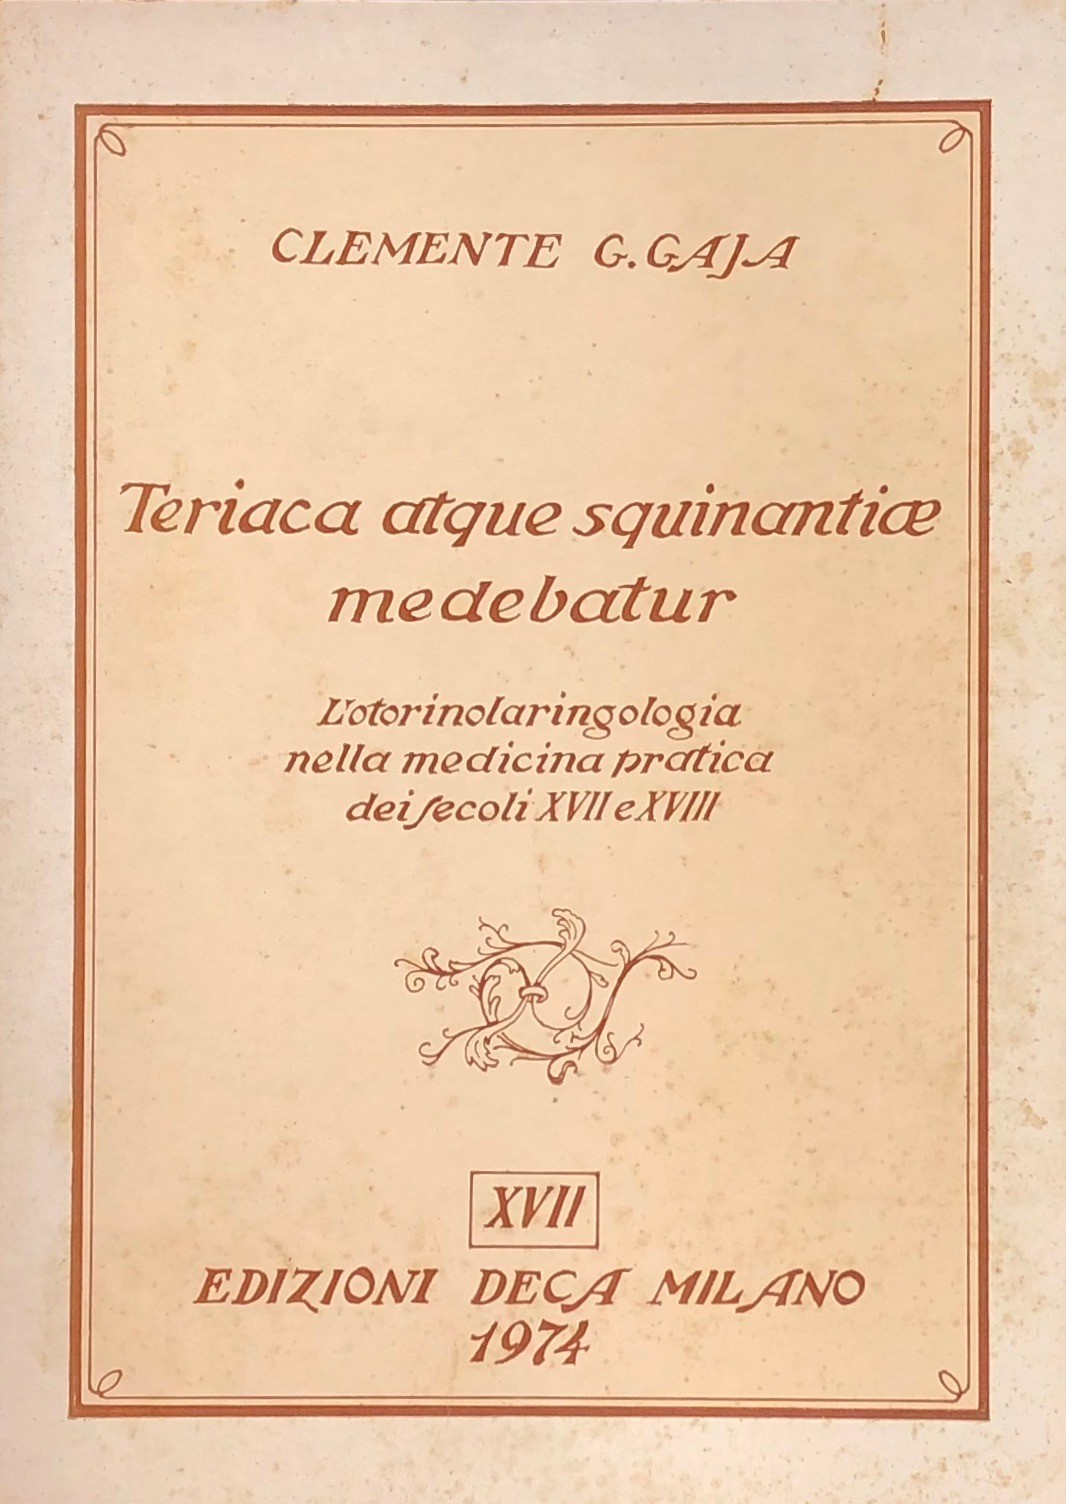 CLEMENTE G. GAJA
Teriaca atque squinantiæ
medebatur
L'otorinolaringologia
nella medicina pratica
dei ſecoli XVII e XVIII
XVII
EDIZIONI DECA MILANO
1974